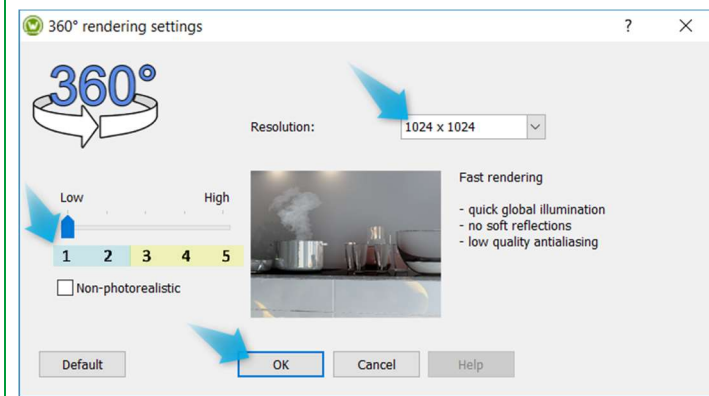 360° rendering settings
?
360°
Resolution:
1024 x 1024
Low
High
1 2 3 4 5
Non-photorealistic
Fast rendering
- quick global illumination
- no soft reflections
- low quality antialiasing
Default
OK
Cancel
Help